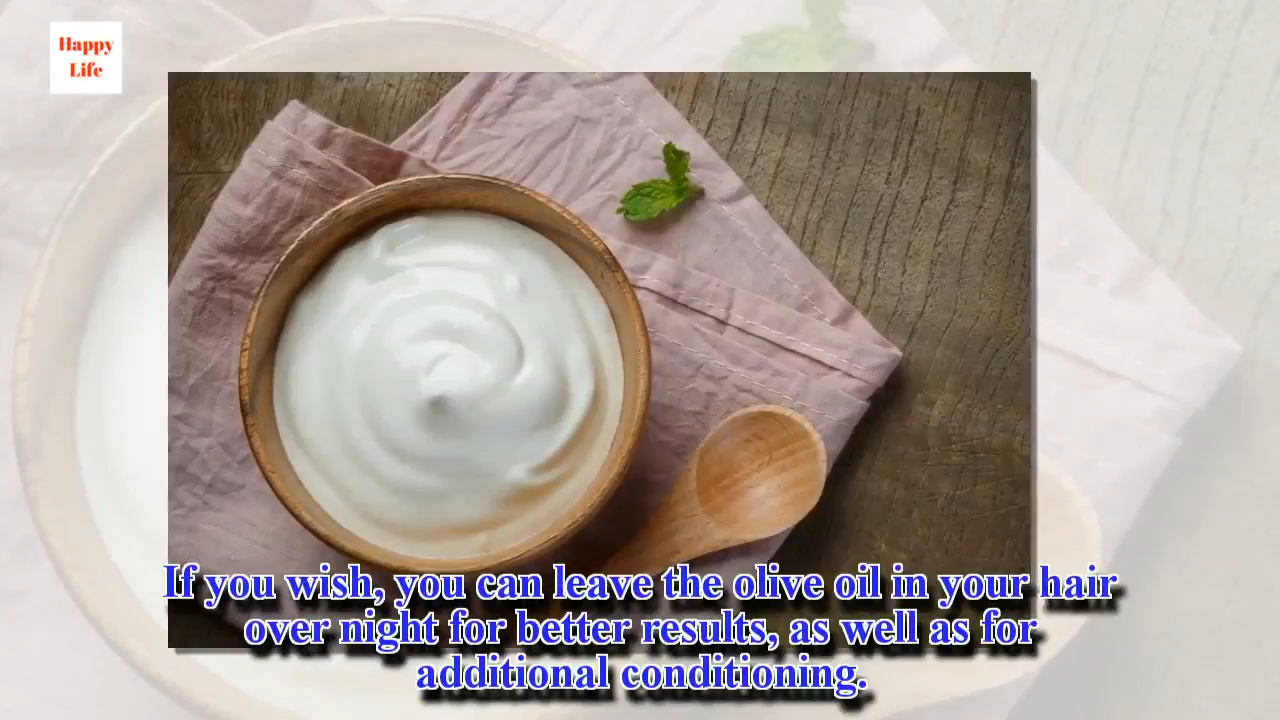 Happy
Life
If you wish, you can leave the olive oil in your hair
over night for better results, as well as for
additional conditioning.